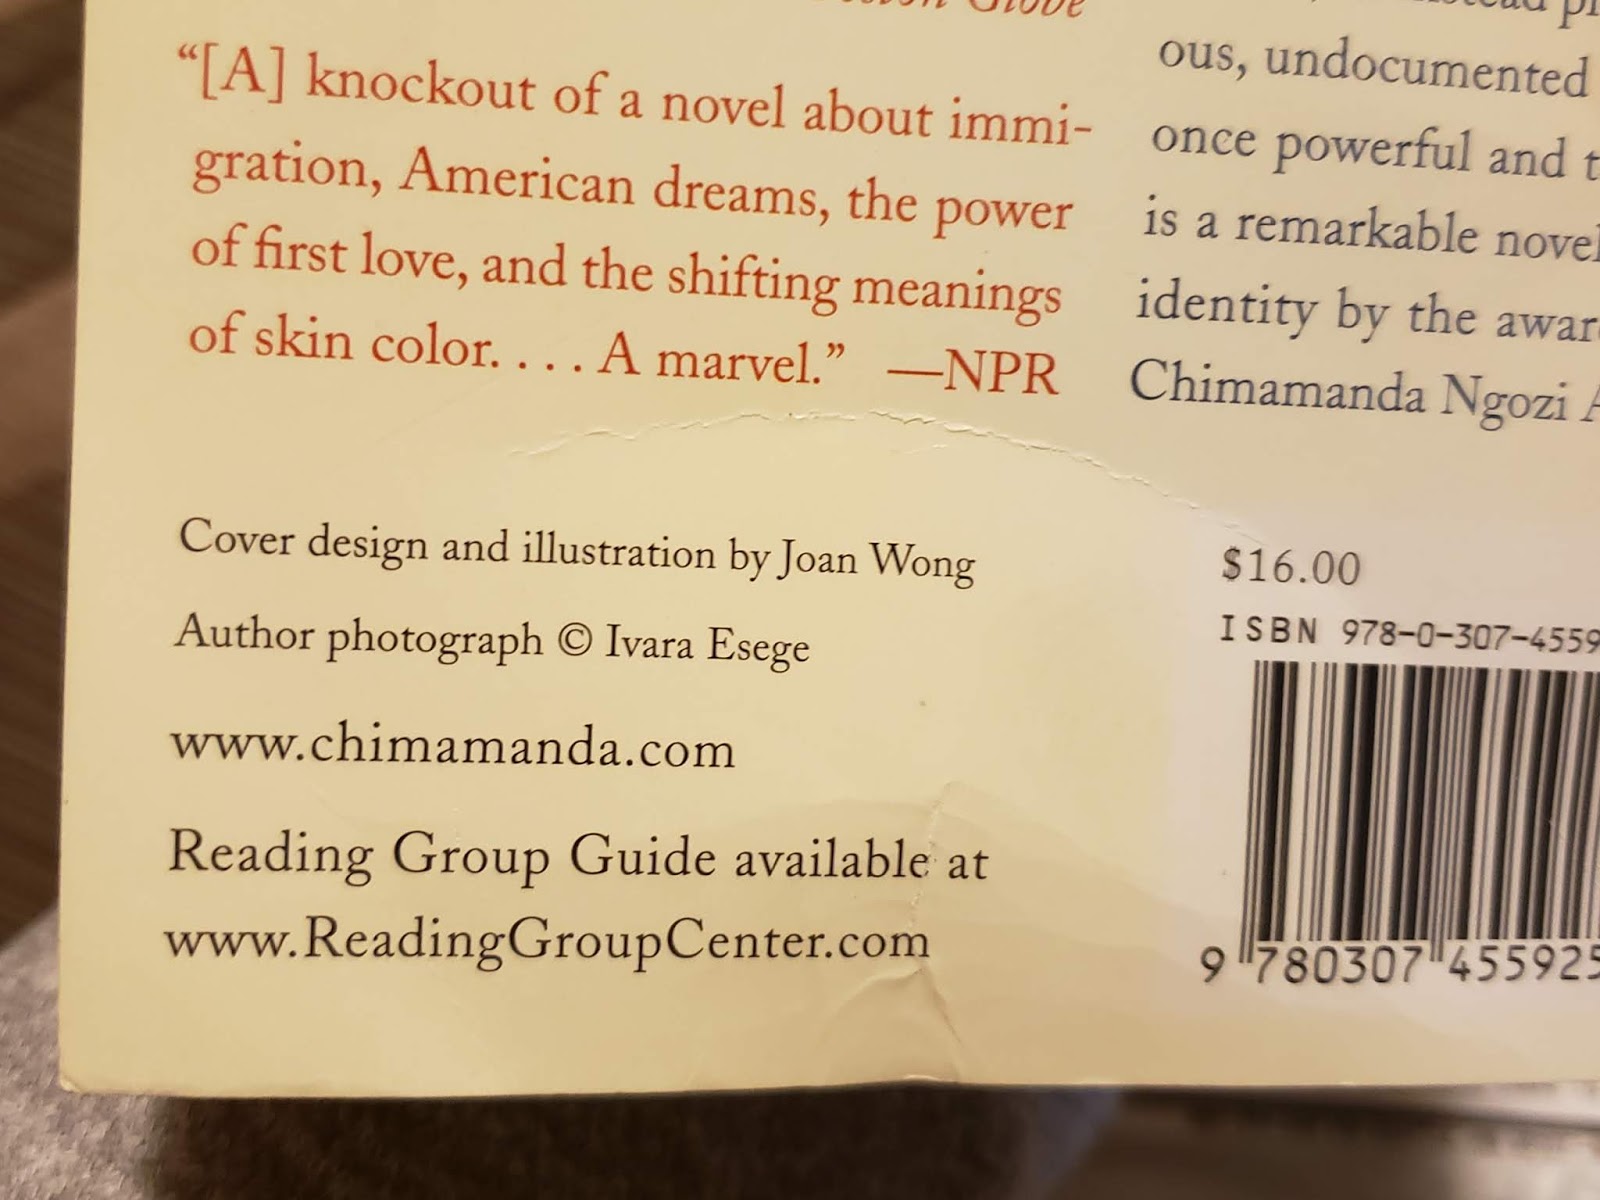 Globe
"[A] knockout of a novel about immi-
gration, American dreams, the power
of first love, and the shifting meanings
of skin color. . . . A marvel." —NPR
Cover design and illustration by Joan Wong
Author photograph © Ivara Esege
www.chimamanda.com
Reading Group Guide available at
www.ReadingGroupCenter.com
ous, undocumented
once powerful and
is a remarkable
identity by the
Chimamanda Ngozi
$16.00
ISBN 978-0-307-4559
9 780307 455925